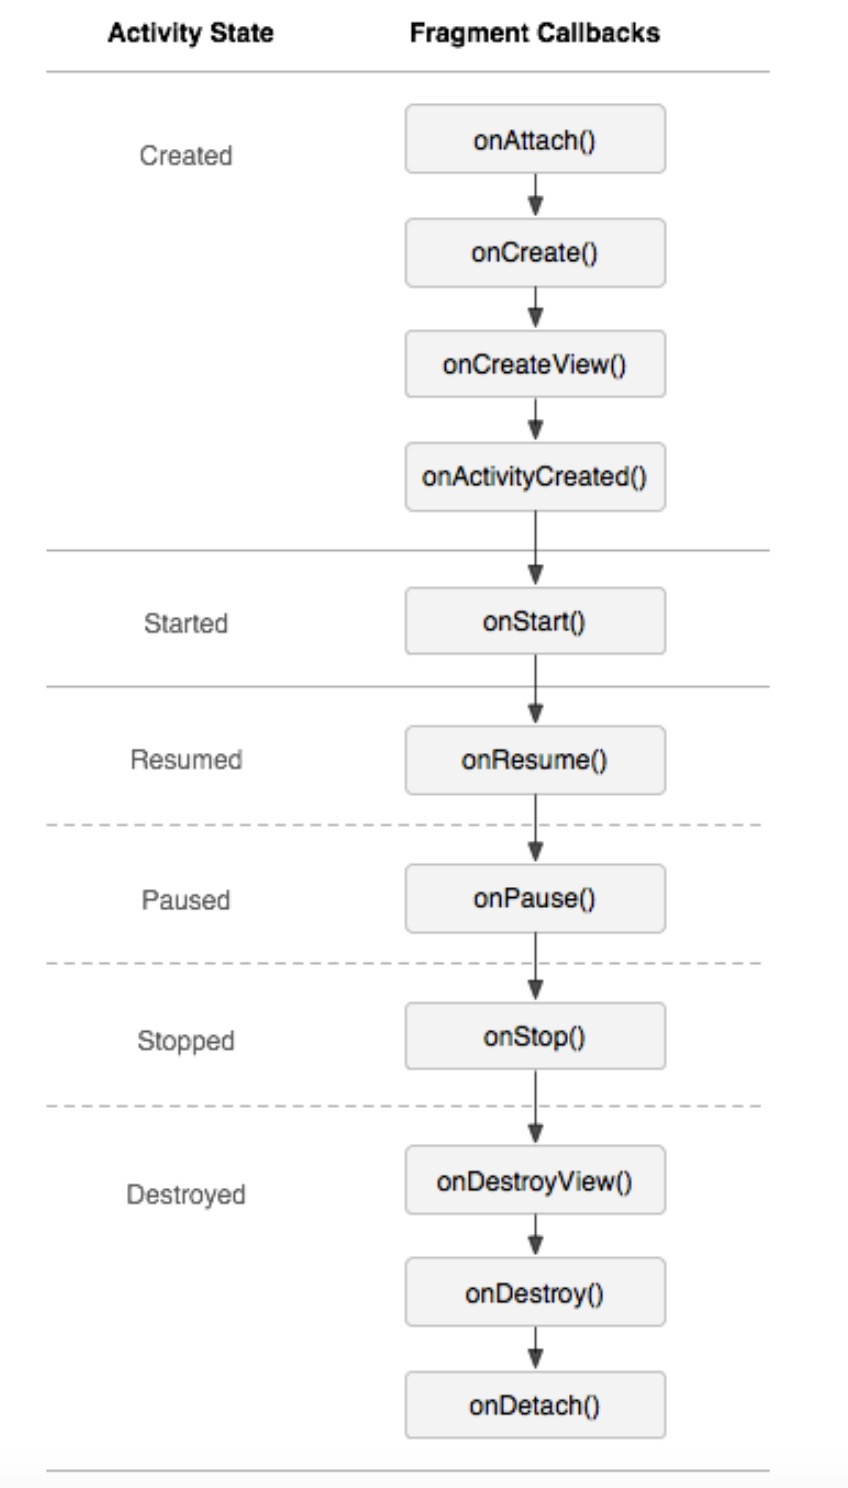 Activity State Fragment Callbacks
Created
onAttach()
onCreate()
onCreateView()
onActivityCreated()
Started
onStart()
Resumed
onResume()
Paused
onPause()
Stopped
onStop()
Destroyed
onDestroyView()
onDestroy()
onDetach()